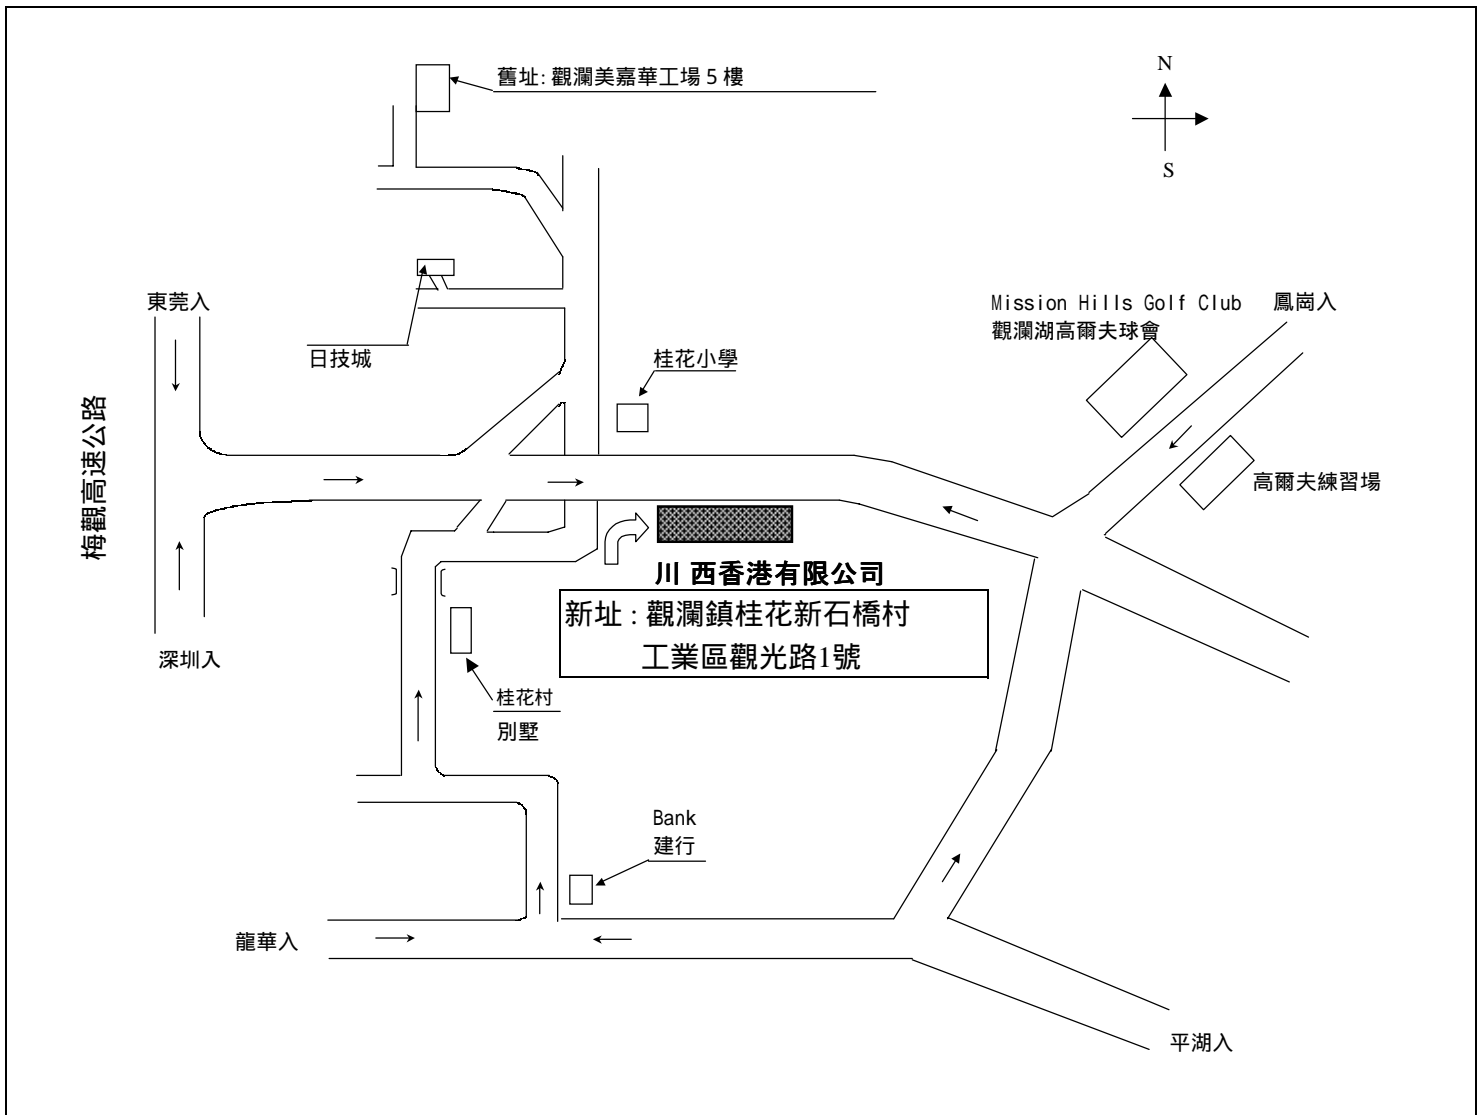 舊址: 觀瀾美嘉華工場 5 樓
N
S
東莞入
日技城
桂花小學
Mission Hills Golf Club
觀瀾湖高爾夫球會
鳳崗入
梅觀高速公路
高爾夫練習場
川 西香港有限公司
新址 : 觀瀾鎮桂花新石橋村
工業區觀光路1號
深圳入
桂花村
別墅
Bank
建行
龍華入
平湖入